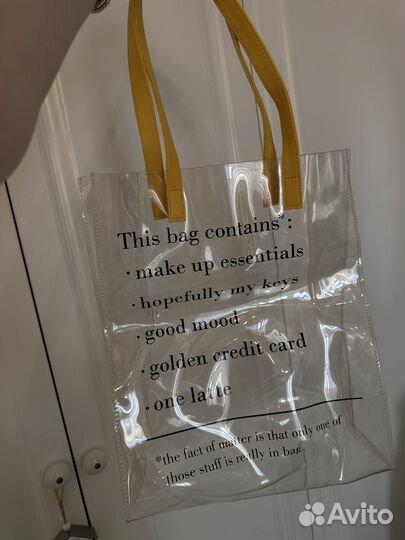 This bag contains*:
· make up essentials
· hopefully my keys
· good mood
· golden credit card
· one latte
*the fact of matter is that only one of
those stuff is really in bag
Avito